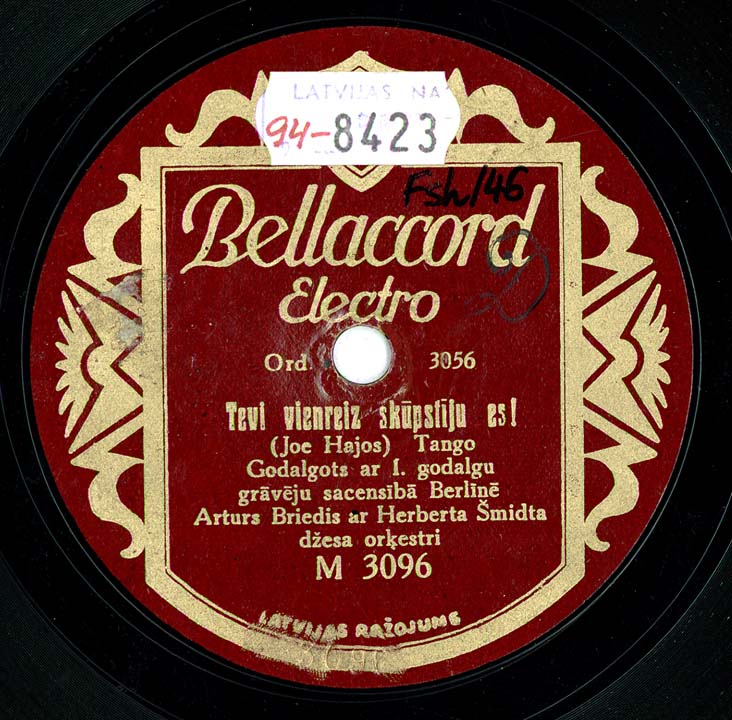 LATVIJAS NA
94-8423
Fsh/46
Bellaccord
Electro
Ord. 3056
Tevi vienreiz skūpstīju es!
(Joe Hajos) Tango
Godalgots ar I. godalgu
grāvēju sacensībā Berlīnē
Arturs Briedis ar Herberta Šmidta
džesa orķestri
M 3096
LATVIJAS RAŽOJUMS